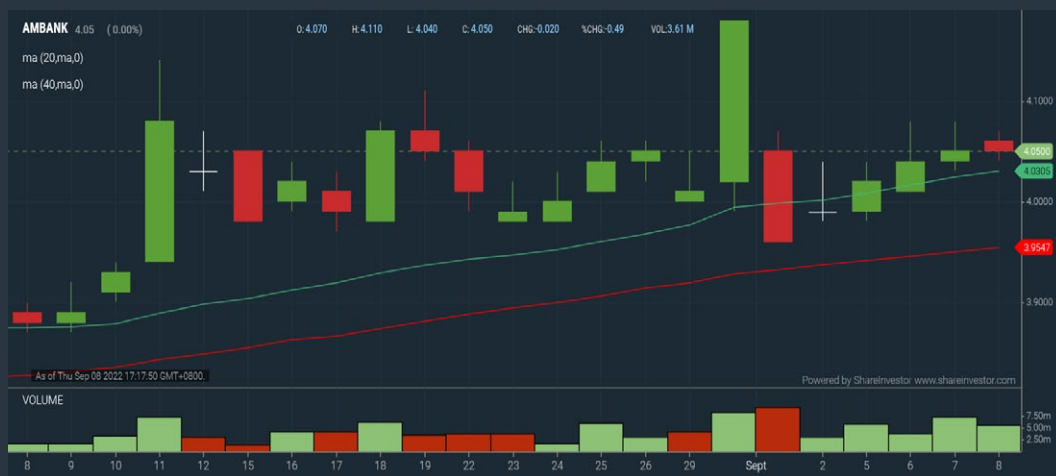 AMBANK 4.05 (0.00%) O: 4.070 H: 4.110 L: 4.040 C: 4.050 CHG:-0.020 %CHG:-0.49 VOL:3.61 M
ma (20,ma,0)
ma (40,ma,0)
4.1000
4.0500
4.0305
4.0000
3.9547
3.9000
As of Thu Sep 08 2022 17:17:50 GMT+0800.
Powered by ShareInvestor www.shareinvestor.com
VOLUME
7.50m
5.00m
2.50m
8 9 10 11 12 15 16 17 18 19 22 23 24 25 26 29 Sept 2 5 6 7 8